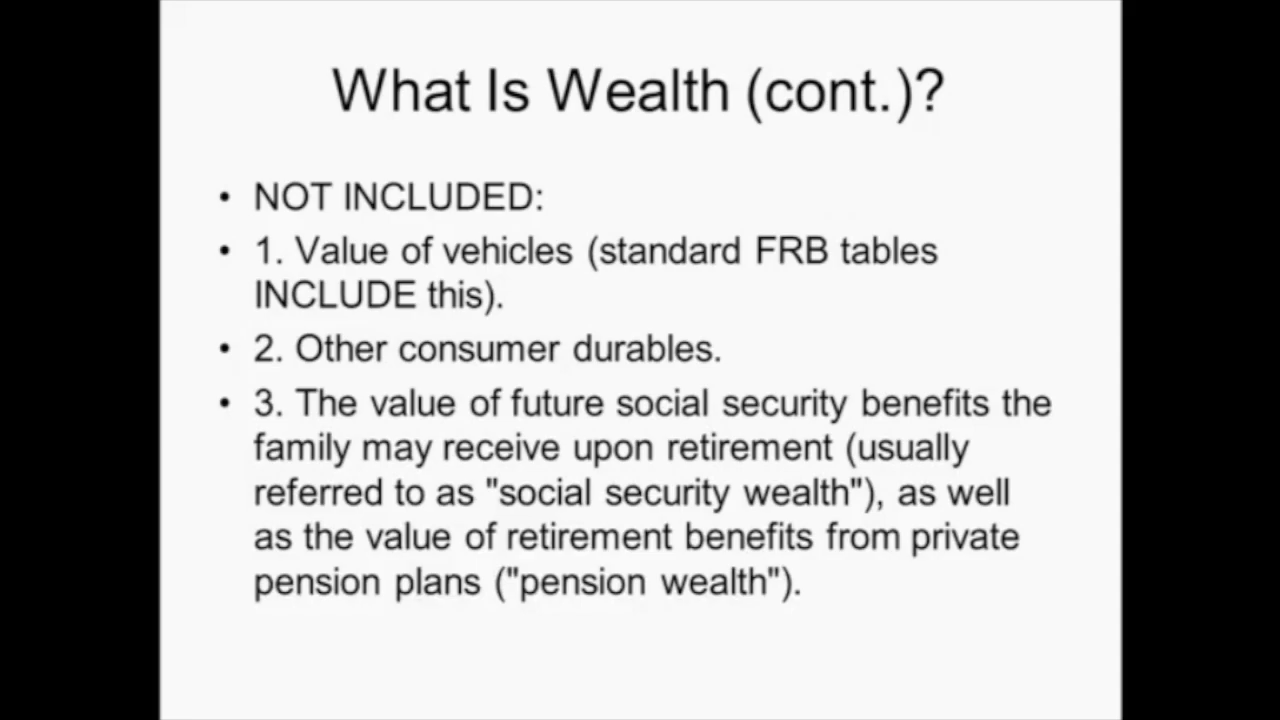 What Is Wealth (cont.)?
• NOT INCLUDED:
• 1. Value of vehicles (standard FRB tables
INCLUDE this).
• 2. Other consumer durables.
• 3. The value of future social security benefits the
family may receive upon retirement (usually
referred to as "social security wealth"), as well
as the value of retirement benefits from private
pension plans ("pension wealth").